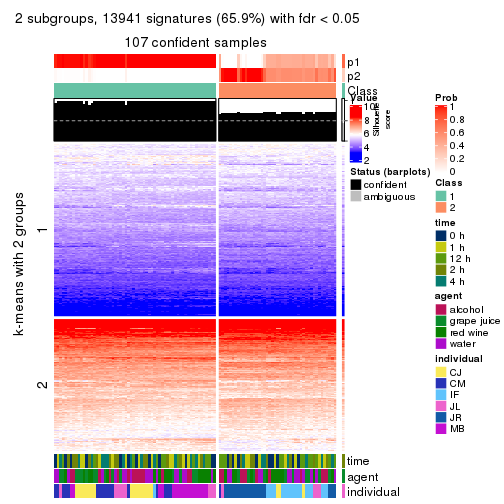 2 subgroups, 13941 signatures (65.9%) with fdr < 0.05
107 confident samples
p1
p2
Class
Silhouette
score
k-means with 2 groups
1
2
time
agent
individual
Value
10
8
6
4
2
Status (barplots)
confident
ambiguous
Prob
1
0.8
0.6
0.4
0.2
0
Class
1
2
time
0 h
1 h
12 h
2 h
4 h
agent
alcohol
grape juice
red wine
water
individual
CJ
CM
IF
JL
JR
MB